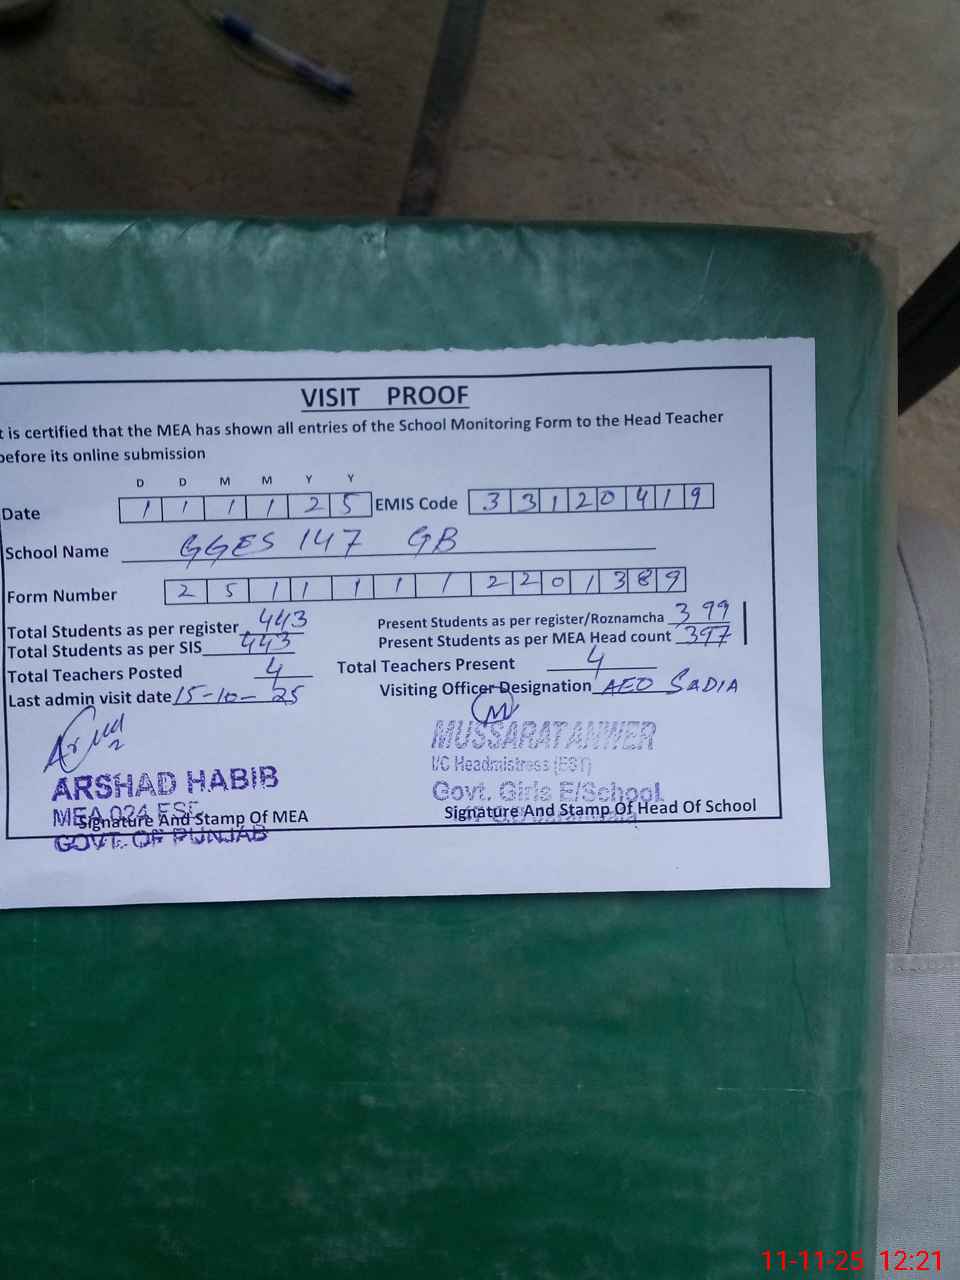 VISIT PROOF
t is certified that the MEA has shown all entries of the School Monitoring Form to the Head Teacher
before its online submission
D D M M Y Y
Date 1 1 1 1 2 5 EMIS Code 3 3 1 2 0 4 1 9
School Name GGES 147 GB
Form Number 2 5 1 1 1 1 1 2 2 0 1 3 8 9
Total Students as per register 443 Present Students as per register/Roznamcha 399
Total Students as per SIS 443 Present Students as per MEA Head count 397
Total Teachers Posted 4 Total Teachers Present 4
Last admin visit date 15-10-25 Visiting Officer Designation AEO SADIA
ARSHAD HABIB MUSSARAT ANWER
I/C Headmistress (EST)
MEA 024 Govt. Girls E/School
Signature And Stamp Of MEA Signature And Stamp Of Head Of School
GOVT. OF PUNJAB
11-11-25 12:21